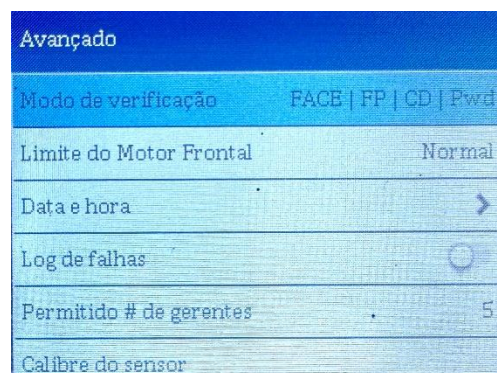 Avançado
Modo de verificação FACE | FP | CD | Pwd
Limite do Motor Frontal Normal
Data e hora >
Log de falhas
Permitido # de gerentes 5
Calibre do sensor